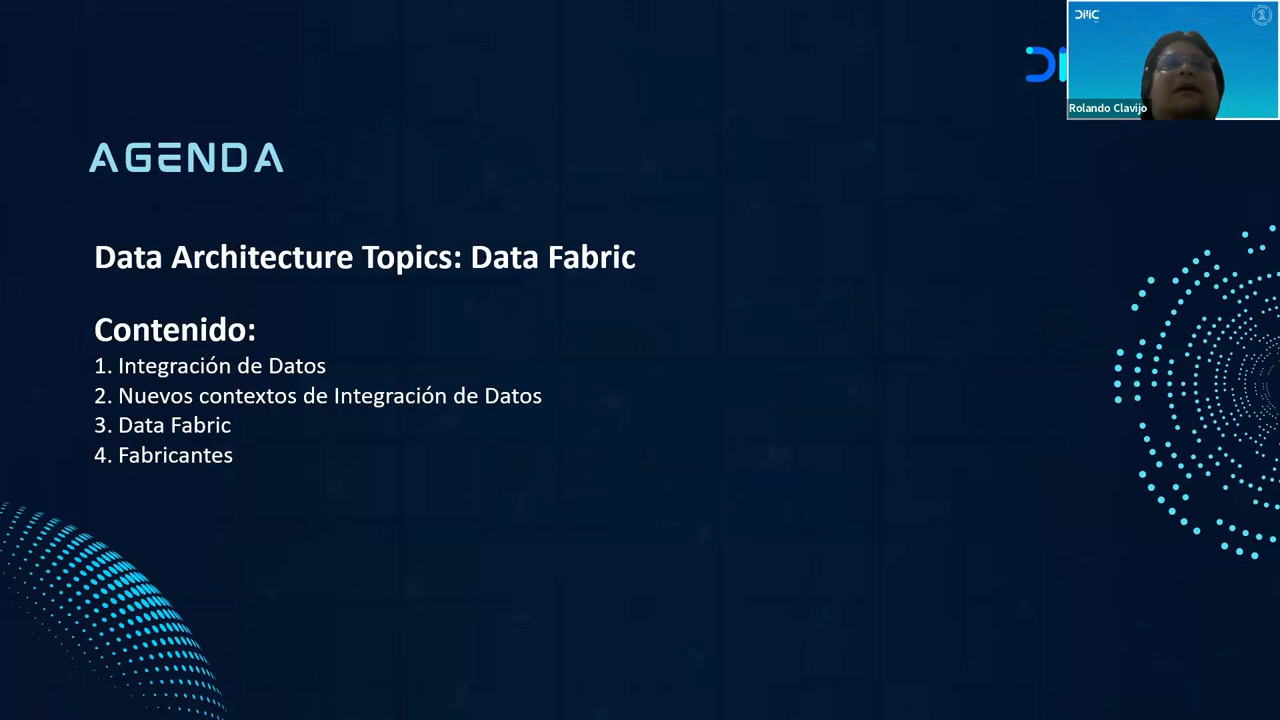 DMC
Rolando Clavijo
AGENDA
Data Architecture Topics: Data Fabric
Contenido:
1. Integración de Datos
2. Nuevos contextos de Integración de Datos
3. Data Fabric
4. Fabricantes